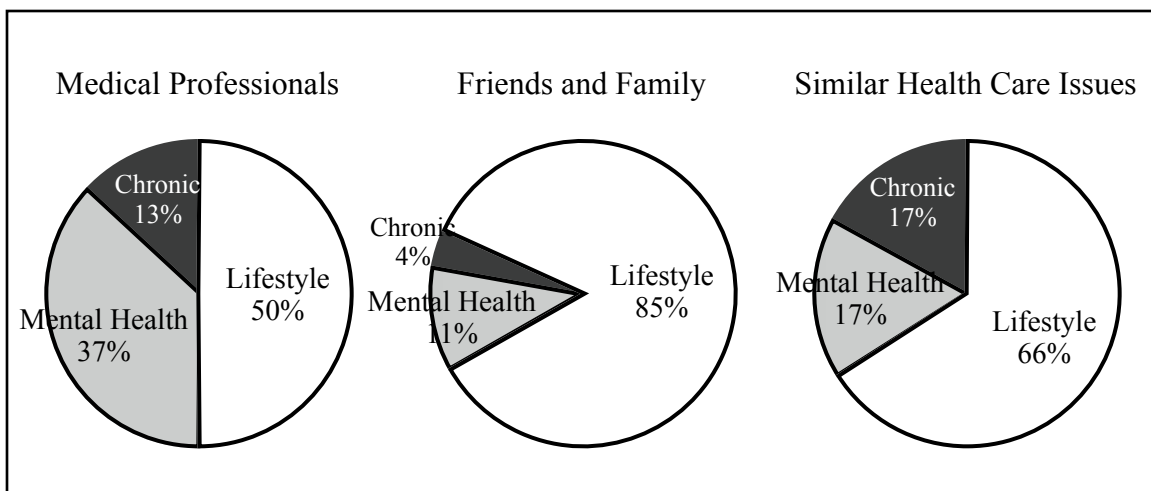 Medical Professionals
Chronic
13%
Mental Health
37%
Lifestyle
50%
Friends and Family
Chronic
4%
Mental Health
11%
Lifestyle
85%
Similar Health Care Issues
Chronic
17%
Mental Health
17%
Lifestyle
66%